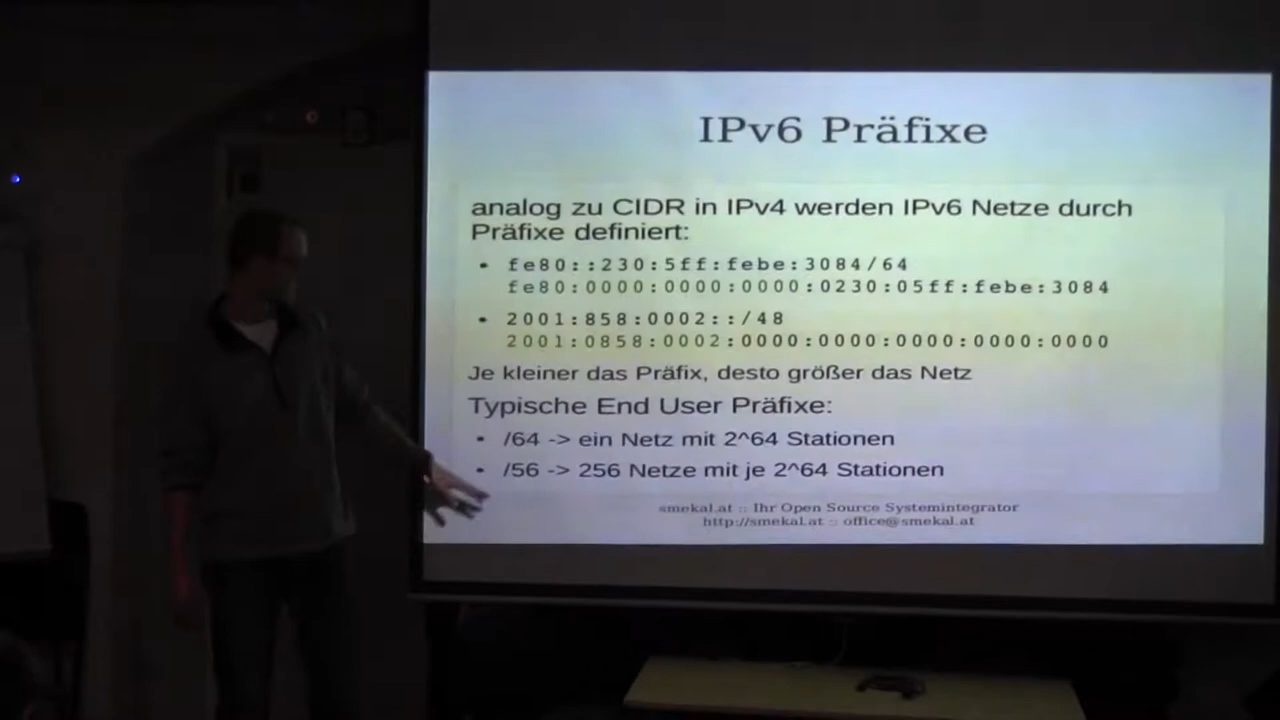 IPv6 Präfixe
analog zu CIDR in IPv4 werden IPv6 Netze durch
Präfixe definiert:
• fe80::230:5ff:febe:3084/64
fe80:0000:0000:0000:0230:05ff:febe:3084
• 2001:858:0002::/48
2001:0858:0002:0000:0000:0000:0000:0000
Je kleiner das Präfix, desto größer das Netz
Typische End User Präfixe:
• /64 -> ein Netz mit 2^64 Stationen
• /56 -> 256 Netze mit je 2^64 Stationen
smekal.at :: Ihr Open Source Systemintegrator
http://smekal.at :: office@smekal.at